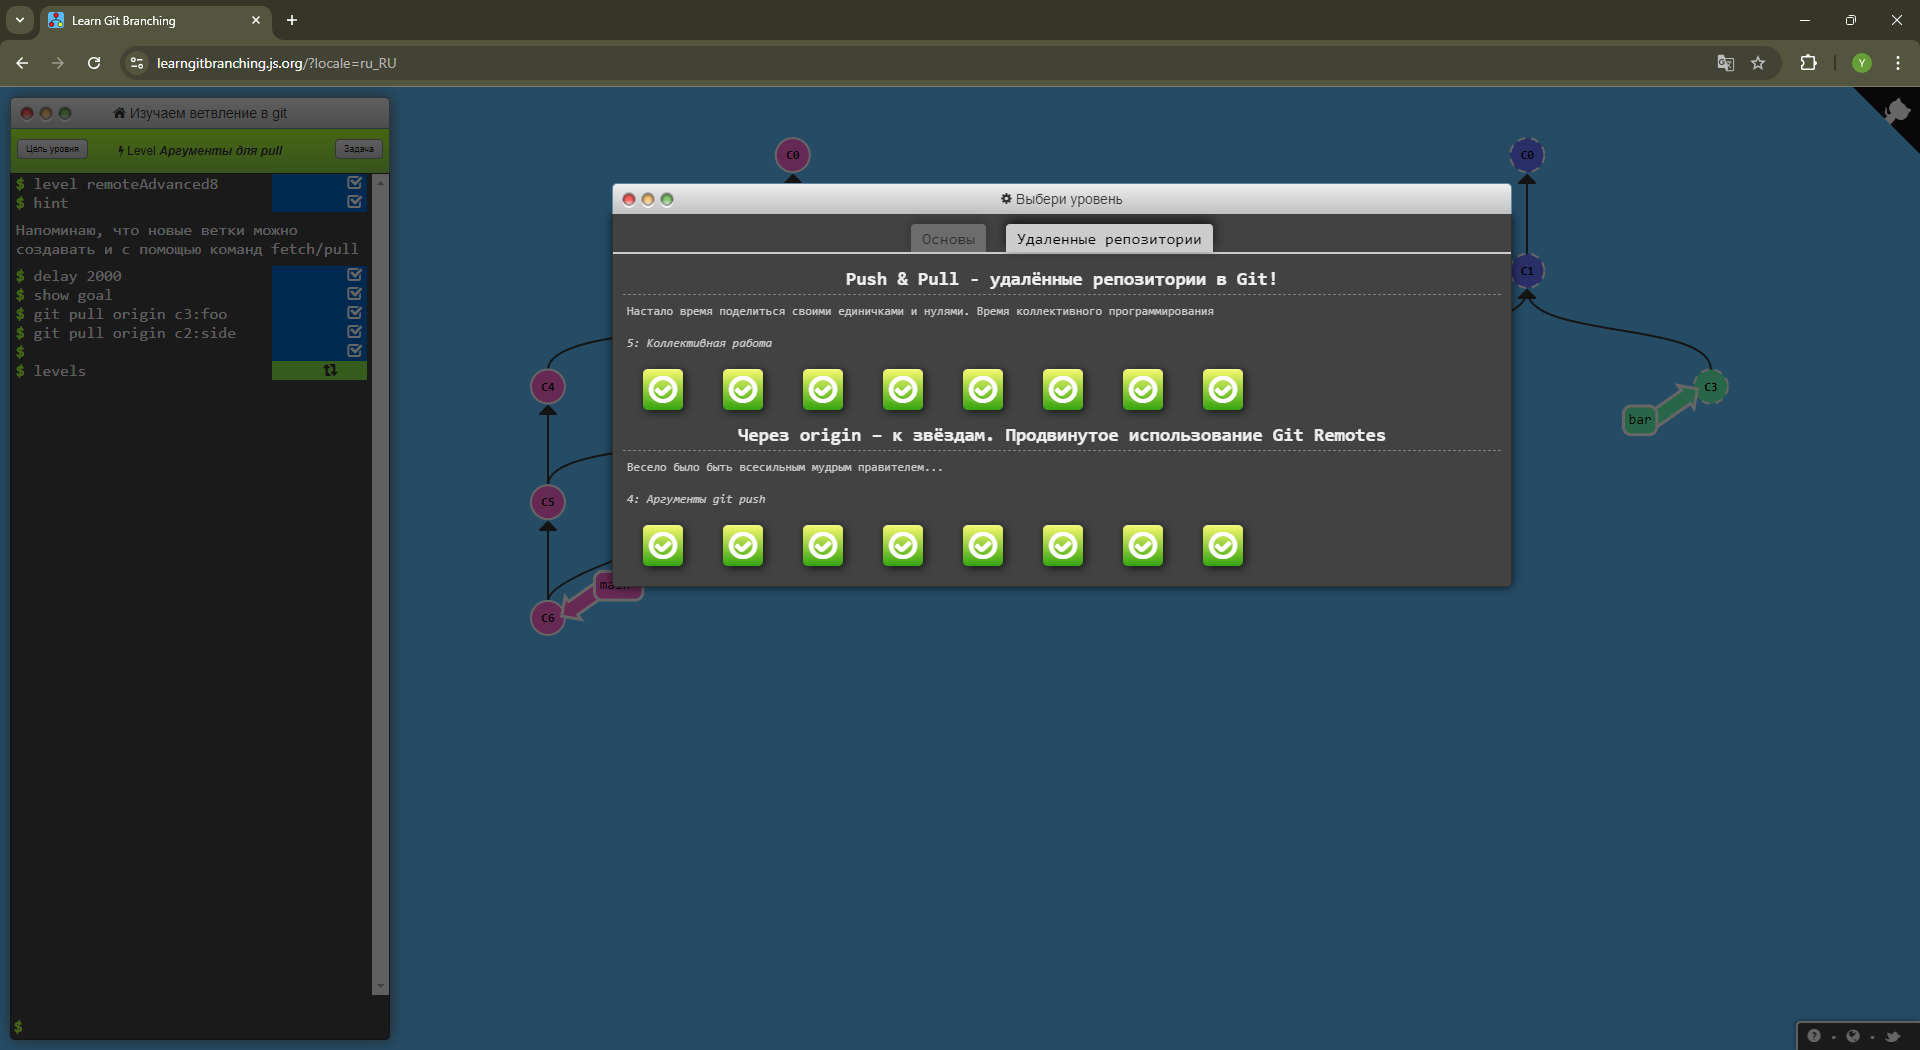 Learn Git Branching
learngitbranching.js.org/?locale=ru_RU
Y
Изучаем ветвление в git
Цель уровня
Level Аргументы для pull
Задача
$ level remoteAdvanced8
$ hint
Напоминаю, что новые ветки можно
создавать и с помощью команд fetch/pull
$ delay 2000
$ show goal
$ git pull origin c3:foo
$ git pull origin c2:side
$
$ levels
$
C0
C4
C5
C6
Выбери уровень
Основы
Удаленные репозитории
Push & Pull - удалённые репозитории в Git!
Настало время поделиться своими единичками и нулями. Время коллективного программирования
5: Коллективная работа
Через origin – к звёздам. Продвинутое использование Git Remotes
Весело было быть всесильным мудрым правителем...
4: Аргументы git push
C0
C1
C3
bar